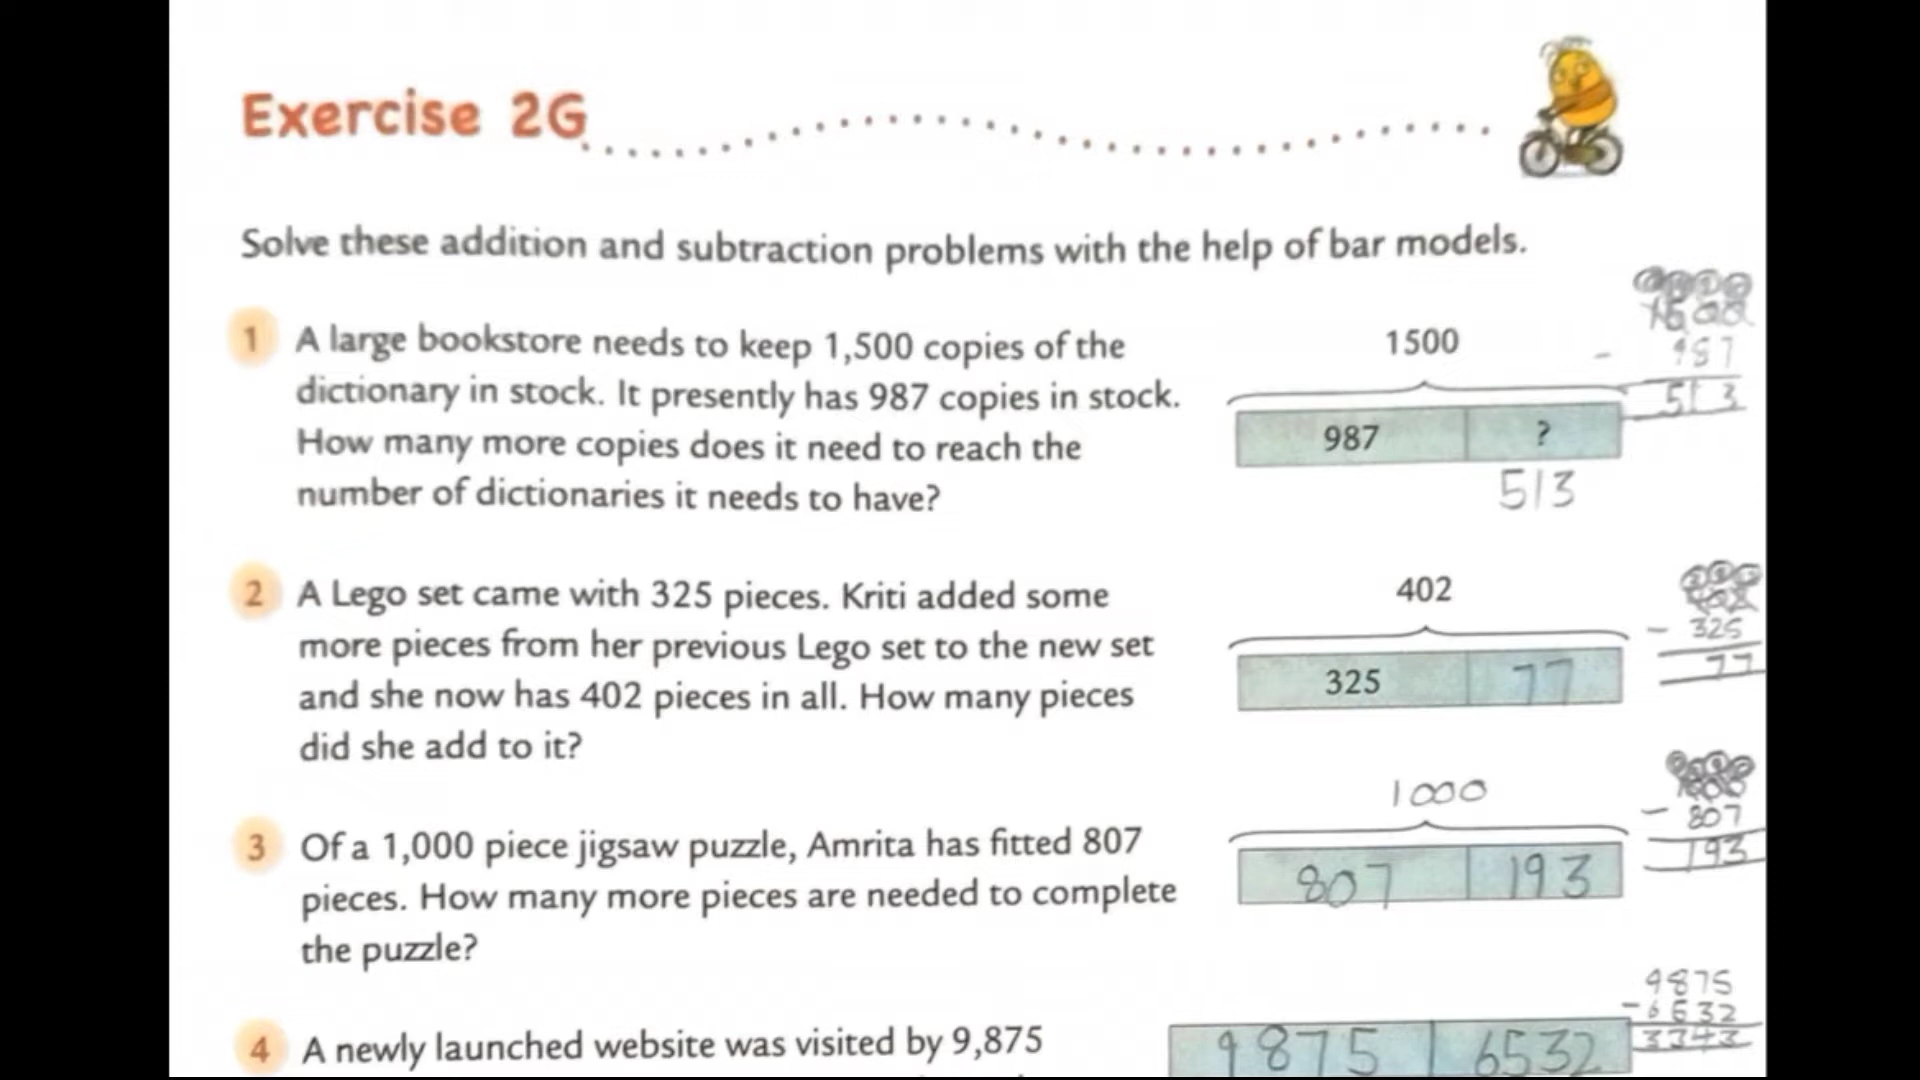 Exercise 2G
Solve these addition and subtraction problems with the help of bar models.
1 A large bookstore needs to keep 1,500 copies of the
dictionary in stock. It presently has 987 copies in stock.
How many more copies does it need to reach the
number of dictionaries it needs to have?
1500
987 ?
513
1500
- 987
513
2 A Lego set came with 325 pieces. Kriti added some
more pieces from her previous Lego set to the new set
and she now has 402 pieces in all. How many pieces
did she add to it?
402
325 77
- 325
77
3 Of a 1,000 piece jigsaw puzzle, Amrita has fitted 807
pieces. How many more pieces are needed to complete
the puzzle?
1000
807 193
- 807
193
4 A newly launched website was visited by 9,875
9875 6532
9875
- 6532
3343